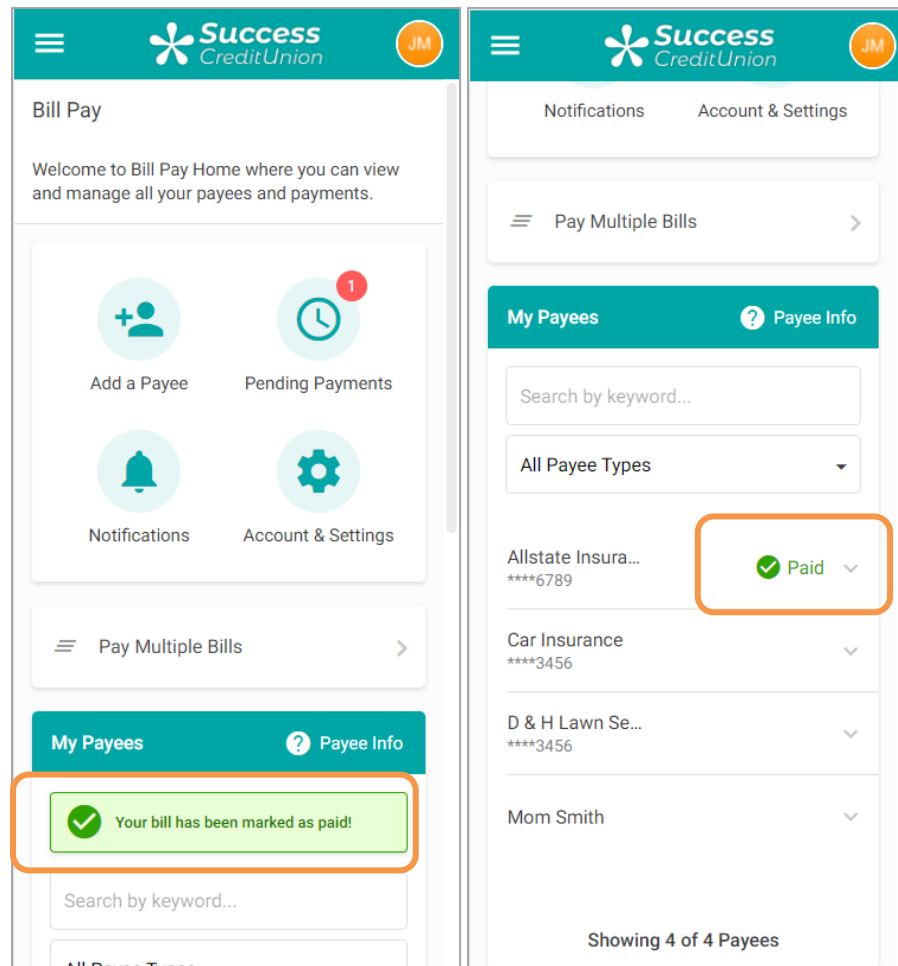 Success
CreditUnion
JM
Bill Pay
Welcome to Bill Pay Home where you can view
and manage all your payees and payments.
1
Add a Payee
Pending Payments
Notifications
Account & Settings
Pay Multiple Bills
My Payees
? Payee Info
Your bill has been marked as paid!
Search by keyword...
All Payee Types
Success
CreditUnion
JM
Notifications
Account & Settings
Pay Multiple Bills
My Payees
? Payee Info
Search by keyword...
All Payee Types
Allstate Insura...
****6789
Paid
Car Insurance
****3456
D & H Lawn Se...
****3456
Mom Smith
Showing 4 of 4 Payees